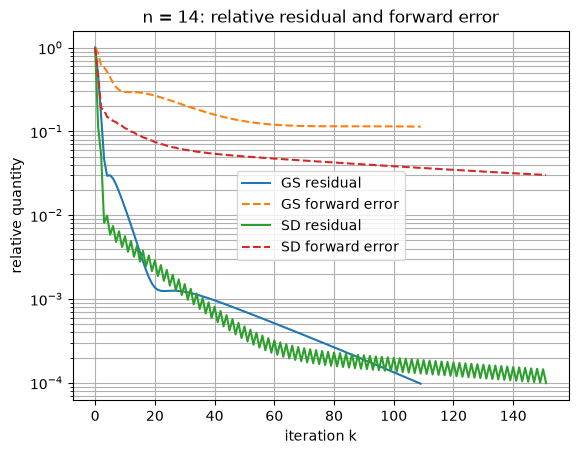 n = 14: relative residual and forward error
relative quantity
10⁰
10⁻¹
10⁻²
10⁻³
10⁻⁴
GS residual
GS forward error
SD residual
SD forward error
0 20 40 60 80 100 120 140
iteration k